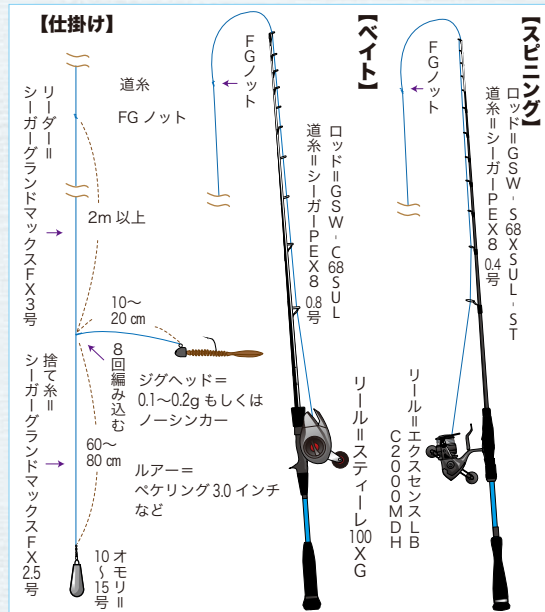 【スピニング】
ロッド=GSW-S68XSUL-ST
道糸=シーガーPEX8 0.4号
FGノット
リール=エクスセンスLB
C2000MDH
【ベイト】
ロッド=GSW-C68SUL
道糸=シーガーPEX8 0.8号
FGノット
リール=スティーレ100XG
【仕掛け】
道糸
FGノット
リーダー=
シーガーグランドマックスFX3号
2m以上
10〜
20㎝
8回編み込む
ジグヘッド=
0.1〜0.2gもしくは
ノーシンカー
ルアー=
ペケリング3.0インチ
など
捨て糸=
シーガーグランドマックスFX2.5号
60〜
80㎝
オモリ=
10〜15号